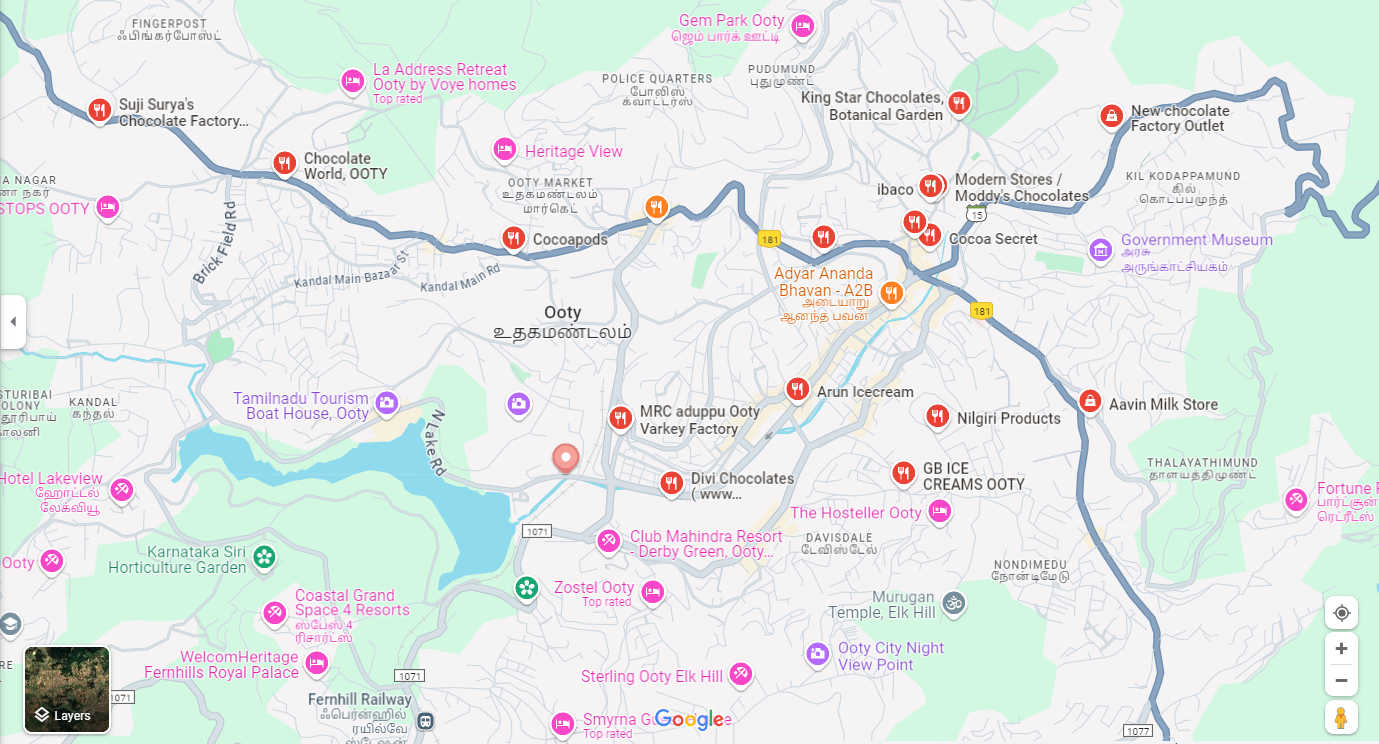 FINGERPOST
ஃபிங்கர்போஸ்ட்
Gem Park Ooty
ஜெம் பார்க் ஊட்டி
La Address Retreat
Ooty by Voye homes
Top rated
POLICE QUARTERS
போலிஸ்
க்வாட்டர்ஸ்
PUDUMUND
புதுமுண்ட்
Suji Surya's
Chocolate Factory...
King Star Chocolates,
Botanical Garden
New chocolate
Factory Outlet
Chocolate
World, OOTY
Heritage View
OOTY MARKET
உதகமண்டலம்
மார்கெட்
NAGAR
நகர்
STOPS OOTY
ibaco
Modern Stores /
Moddy's Chocolates
KIL KODAPPAMUND
கில்
கொடப்பமுந்த்
15
Brick Field Rd
Cocoapods
181
Cocoa Secret
Government Museum
அரசு
அருங்காட்சியகம்
Kandal Main Bazaar St
Kandal Main Rd
Adyar Ananda
Bhavan - A2B
அடையாறு
ஆனந்த பவன்
Ooty
உதகமண்டலம்
181
KANDAL
கந்தல்
Tamilnadu Tourism
Boat House, Ooty
N Lake Rd
MRC aduppu Ooty
Varkey Factory
Arun Icecream
Nilgiri Products
Aavin Milk Store
Hotel Lakeview
ஹோட்டல்
லேக்வியூ
Divi Chocolates
( www...
GB ICE
CREAMS OOTY
THALAYATHIMUND
தாளயத்திமுண்ட்
The Hosteller Ooty
பார்ட்சூன்
ரெட்ரீட்ஸ்
1071
Club Mahindra Resort
- Derby Green, Ooty...
DAVISDALE
டேவிஸ்டேல்
Karnataka Siri
Horticulture Garden
Ooty
NONDIMEDU
நோண்டிமேடு
Zostel Ooty
Top rated
Murugan
Temple, Elk Hill
Coastal Grand
Space 4 Resorts
ஸ்பேஸ் 4
ரிசார்ட்ஸ்
Ooty City Night
View Point
WelcomHeritage
Fernhills Royal Palace
1071
Sterling Ooty Elk Hill
1071
Fernhill Railway
ஃபெர்ன்ஹில்
ரயில்வே
Layers
Smyrna
Top rated
Google
1077